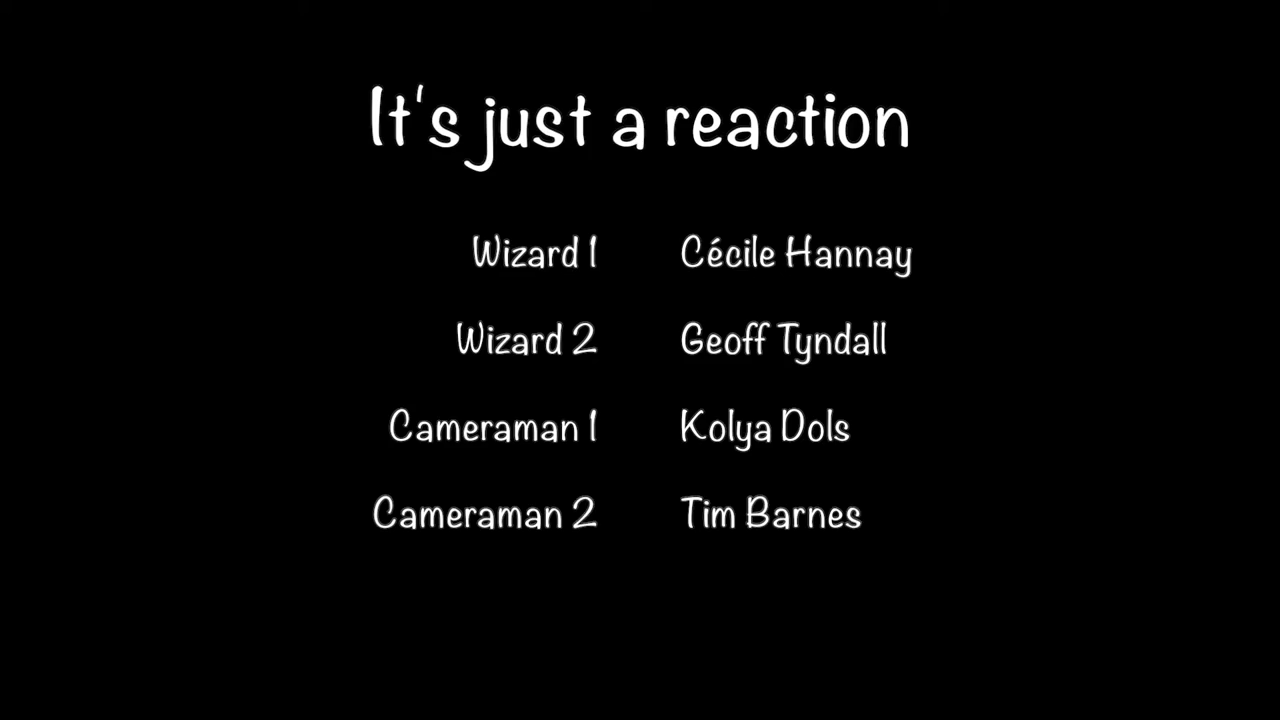 It's just a reaction
Wizard 1 Cécile Hannay
Wizard 2 Geoff Tyndall
Cameraman 1 Kolya Dols
Cameraman 2 Tim Barnes